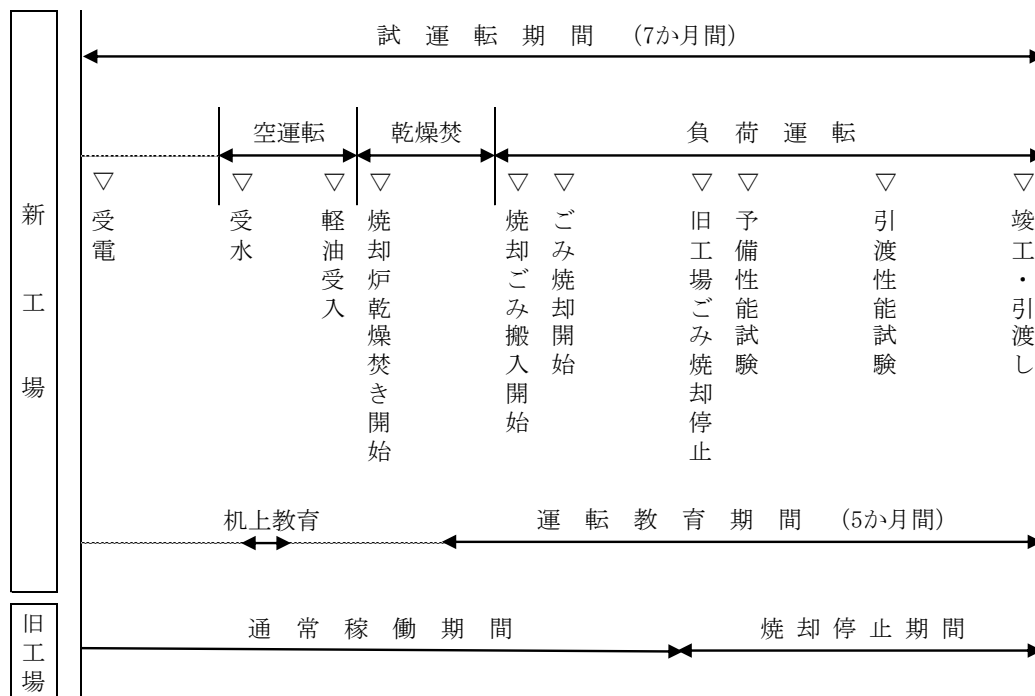 試運転期間 (7か月間)
空運転
乾燥焚
負荷運転
▽ ▽ ▽ ▽ ▽ ▽ ▽ ▽ ▽ ▽
受電
受水
軽油受入
焼却炉乾燥焚き開始
焼却ごみ搬入開始
ごみ焼却開始
旧工場ごみ焼却停止
予備性能試験
引渡性能試験
竣工・引渡し
新工場
机上教育
運転教育期間 (5か月間)
旧工場
通常稼働期間
焼却停止期間